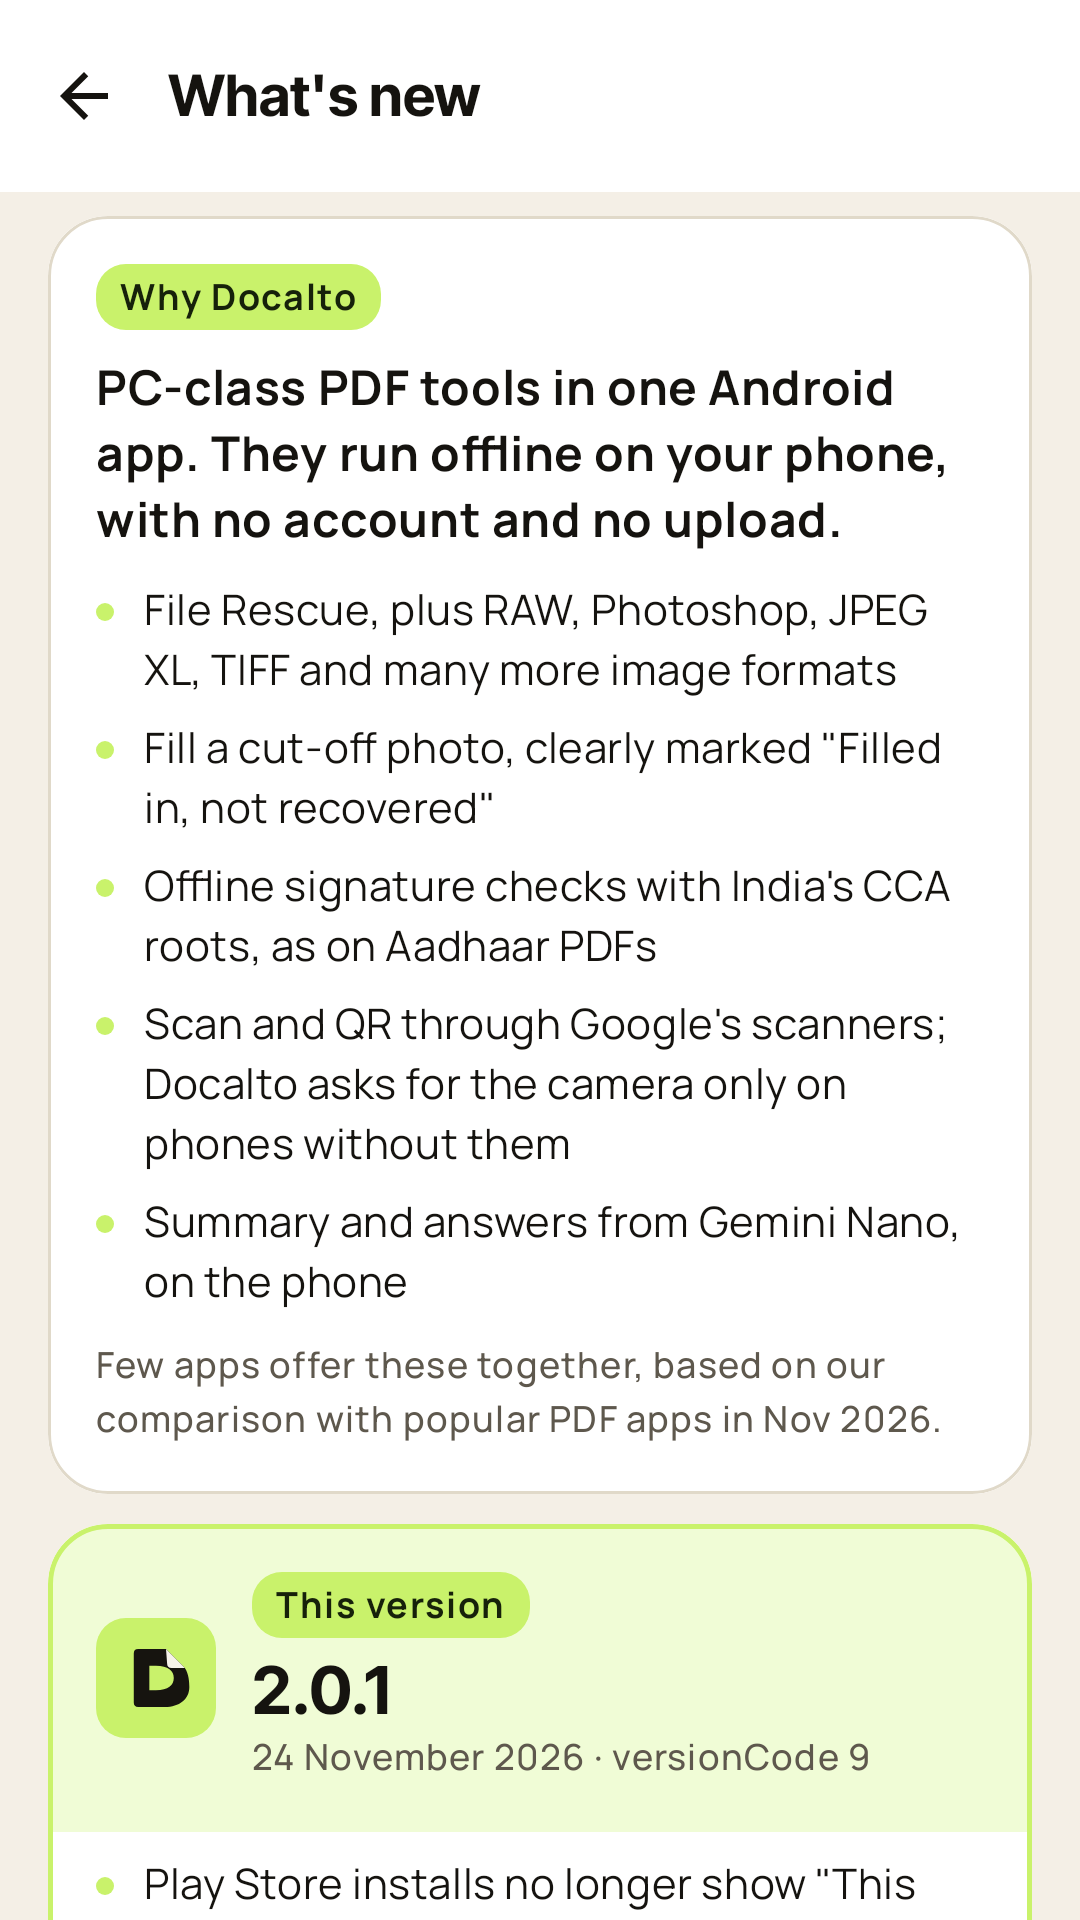 What's new
Why Docalto
PC-class PDF tools in one Android
app. They run offline on your phone,
with no account and no upload.
File Rescue, plus RAW, Photoshop, JPEG
XL, TIFF and many more image formats
Fill a cut-off photo, clearly marked "Filled
in, not recovered"
Offline signature checks with India's CCA
roots, as on Aadhaar PDFs
Scan and QR through Google's scanners;
Docalto asks for the camera only on
phones without them
Summary and answers from Gemini Nano,
on the phone
Few apps offer these together, based on our
comparison with popular PDF apps in Nov 2026.
This version
2.0.1
24 November 2026 · versionCode 9
Play Store installs no longer show "This